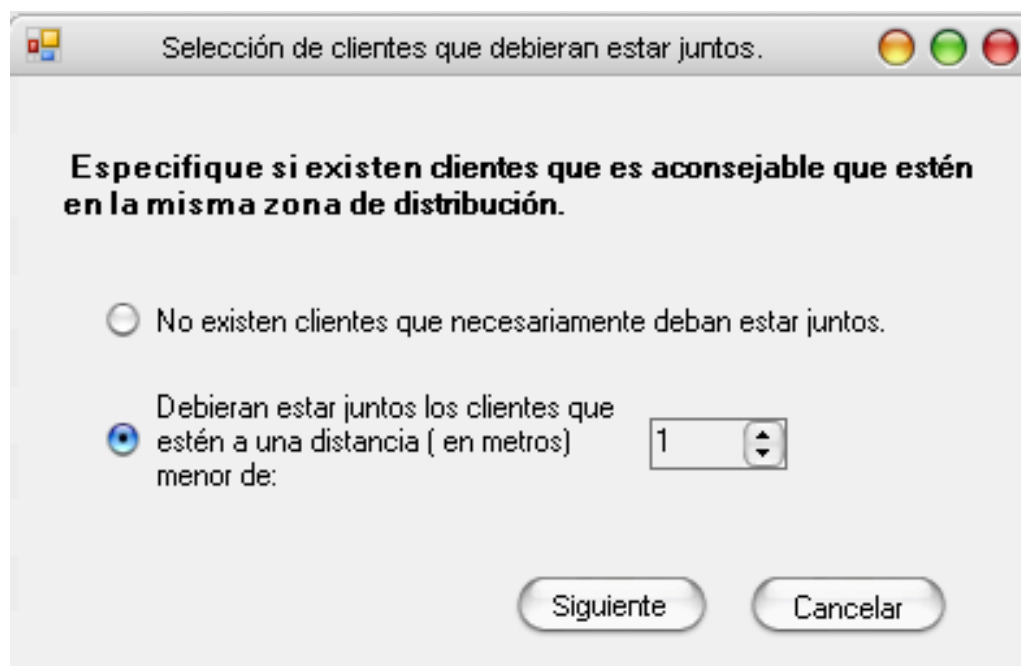 Selección de clientes que debieran estar juntos.
Especifique si existen clientes que es aconsejable que estén
en la misma zona de distribución.
No existen clientes que necesariamente deban estar juntos.
Debieran estar juntos los clientes que
estén a una distancia ( en metros)
menor de:
1
Siguiente
Cancelar